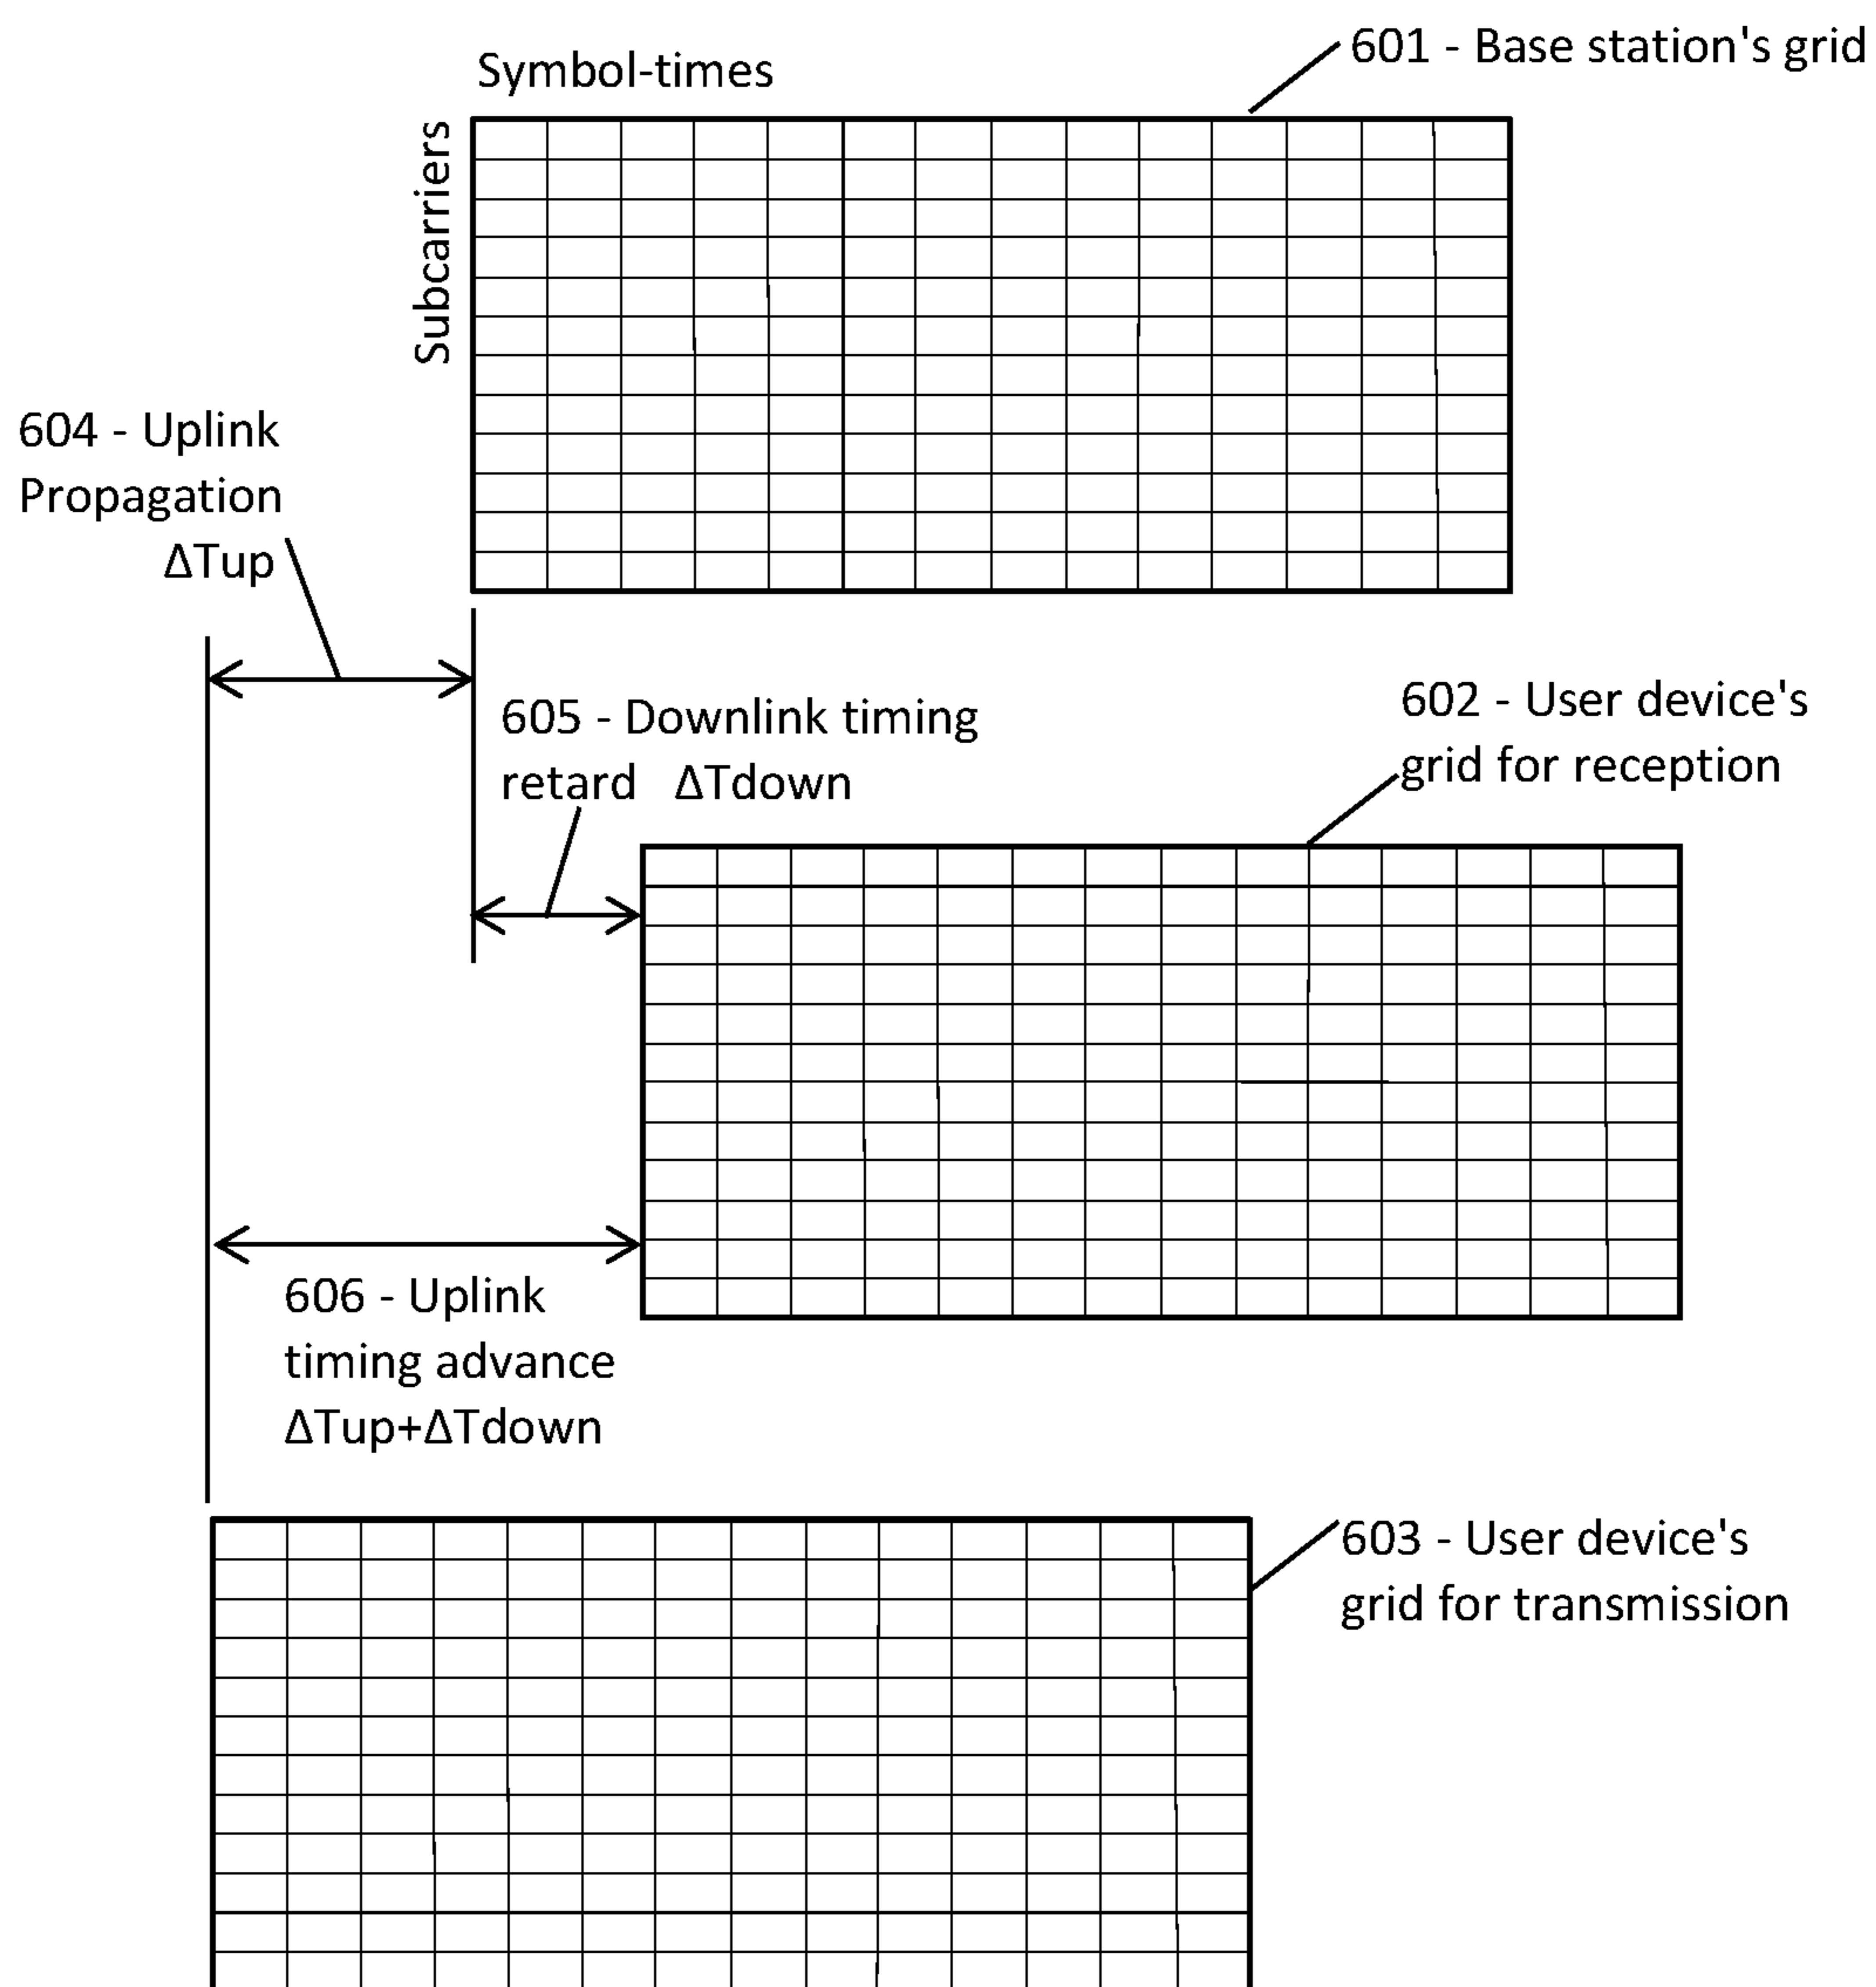 601 - Base station's grid
Symbol-times
Subcarriers
604 - Uplink
Propagation
ΔTup
605 - Downlink timing
retard ΔTdown
602 - User device's
grid for reception
606 - Uplink
timing advance
ΔTup+ΔTdown
603 - User device's
grid for transmission